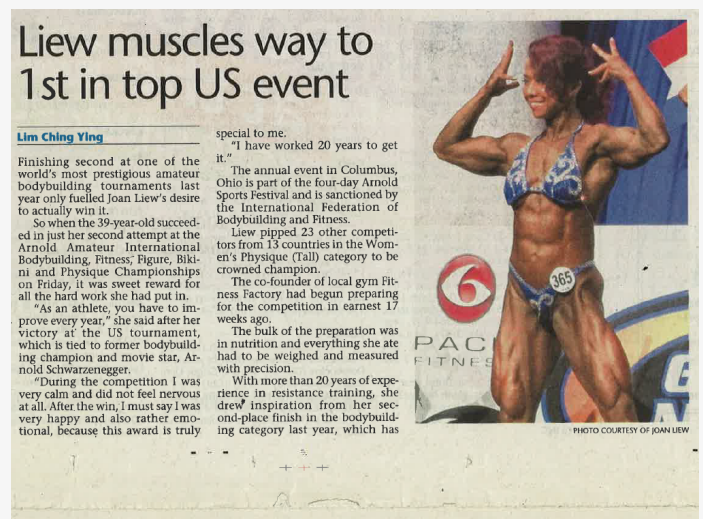 Liew muscles way to
1st in top US event
Lim Ching Ying
Finishing second at one of the
world's most prestigious amateur
bodybuilding tournaments last
year only fuelled Joan Liew's desire
to actually win it.
So when the 39-year-old succeed-
ed in just her second attempt at the
Arnold Amateur International
Bodybuilding, Fitness, Figure, Biki-
ni and Physique Championships
on Friday, it was sweet reward for
all the hard work she had put in.
"As an athlete, you have to im-
prove every year," she said after her
victory at the US tournament,
which is tied to former bodybuild-
ing champion and movie star, Ar-
nold Schwarzenegger.
"During the competition I was
very calm and did not feel nervous
at all. After the win, I must say I was
very happy and also rather emo-
tional, because this award is truly
special to me.
"I have worked 20 years to get
it."
The annual event in Columbus,
Ohio is part of the four-day Arnold
Sports Festival and is sanctioned by
the International Federation of
Bodybuilding and Fitness.
Liew pipped 23 other competi-
tors from 13 countries in the Wom-
en's Physique (Tall) category to be
crowned champion.
The co-founder of local gym Fit-
ness Factory had begun preparing
for the competition in earnest 17
weeks ago.
The bulk of the preparation was
in nutrition and everything she ate
had to be weighed and measured
with precision.
With more than 20 years of expe-
rience in resistance training, she
drew inspiration from her sec-
ond-place finish in the bodybuild-
ing category last year, which has
365
6
PACI
FITNES
G
PHOTO COURTESY OF JOAN LIEW